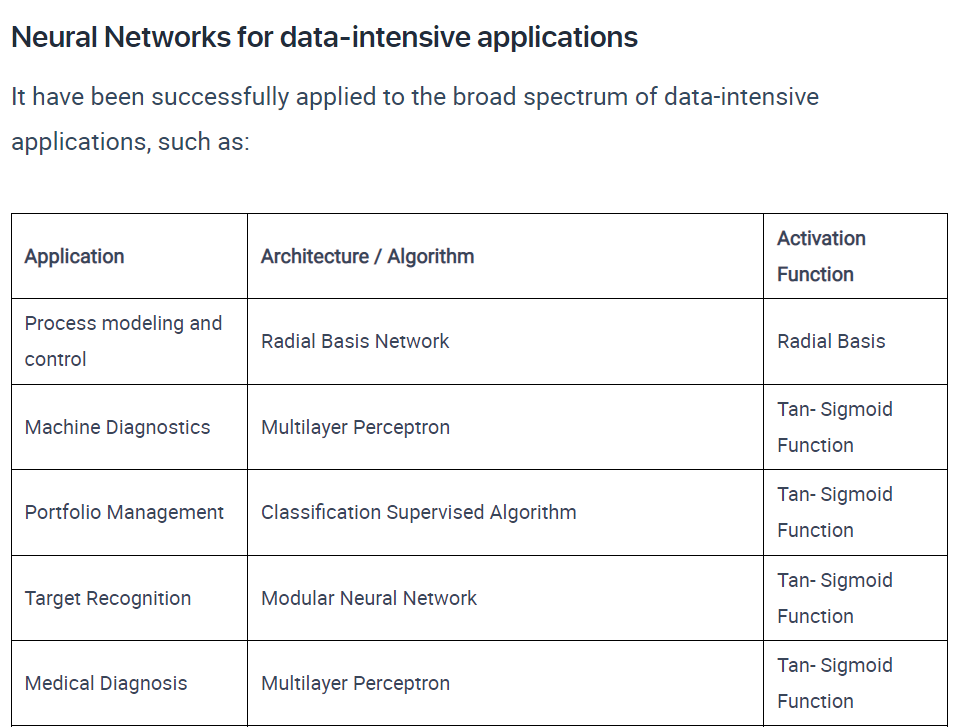 Neural Networks for data-intensive applications
It have been successfully applied to the broad spectrum of data-intensive
applications, such as:
Application
Architecture / Algorithm
Activation
Function
Process modeling and
control
Radial Basis Network
Radial Basis
Machine Diagnostics
Multilayer Perceptron
Tan- Sigmoid
Function
Portfolio Management
Classification Supervised Algorithm
Tan- Sigmoid
Function
Target Recognition
Modular Neural Network
Tan- Sigmoid
Function
Medical Diagnosis
Multilayer Perceptron
Tan- Sigmoid
Function